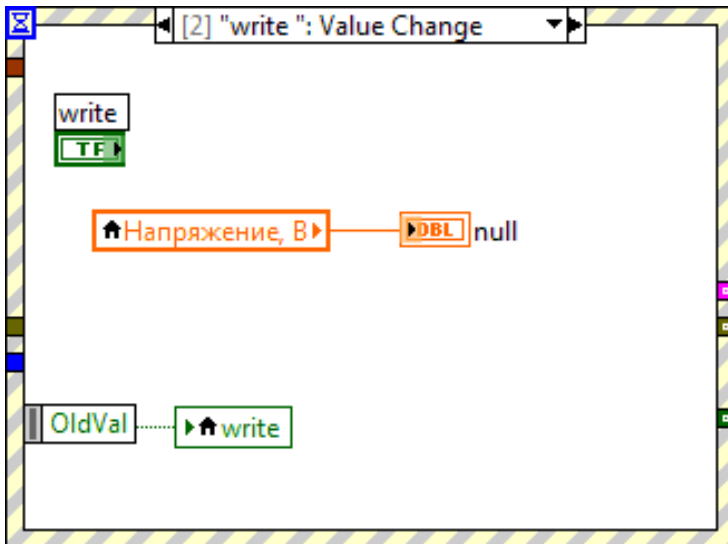 [2] "write ": Value Change
write
TF
Напряжение, В
DBL
null
OldVal
write